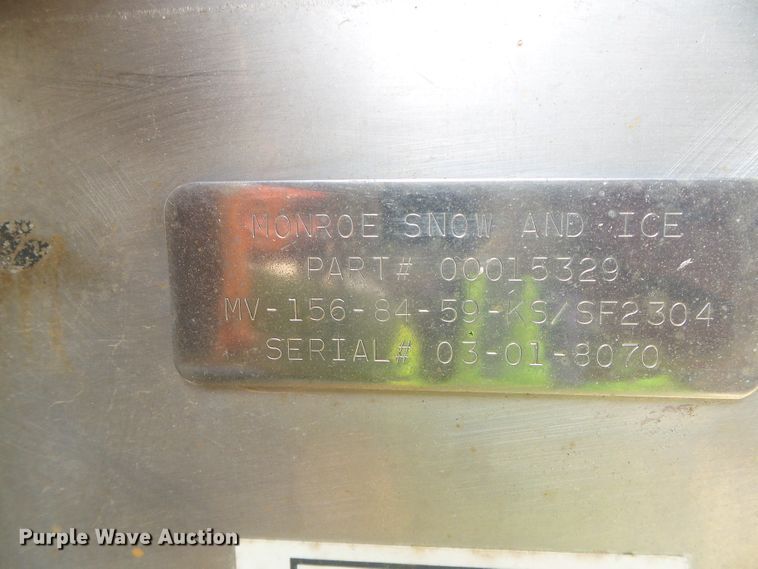 MONROE SNOW AND ICE
PART# 00015329
MV-156-84-59-KS/SF2304
SERIAL# 03-01-8070
Purple Wave Auction